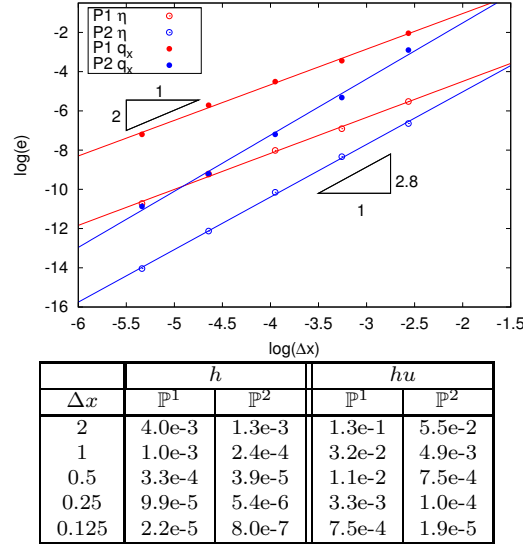 P1 η
P2 η
P1 qx
P2 qx
1
2
1
2.8
log(e)
-2
-4
-6
-8
-10
-12
-14
-16
-6 -5.5 -5 -4.5 -4 -3.5 -3 -2.5 -2 -1.5
log(Δx)
h hu
Δx ℙ¹ ℙ² ℙ¹ ℙ²
2 4.0e-3 1.3e-3 1.3e-1 5.5e-2
1 1.0e-3 2.4e-4 3.2e-2 4.9e-3
0.5 3.3e-4 3.9e-5 1.1e-2 7.5e-4
0.25 9.9e-5 5.4e-6 3.3e-3 1.0e-4
0.125 2.2e-5 8.0e-7 7.5e-4 1.9e-5